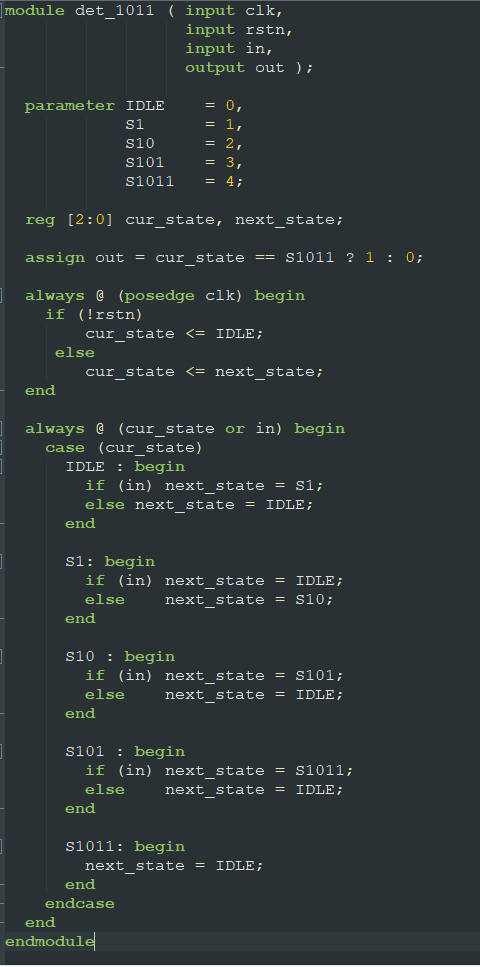 module det_1011 ( input clk,
                  input rstn,
                  input in,
                  output out );

  parameter IDLE    = 0,
            S1      = 1,
            S10     = 2,
            S101    = 3,
            S1011   = 4;

  reg [2:0] cur_state, next_state;

  assign out = cur_state == S1011 ? 1 : 0;

  always @ (posedge clk) begin
    if (!rstn)
        cur_state <= IDLE;
     else
        cur_state <= next_state;
  end

  always @ (cur_state or in) begin
    case (cur_state)
      IDLE : begin
        if (in) next_state = S1;
        else next_state = IDLE;
      end

      S1: begin
        if (in) next_state = IDLE;
        else    next_state = S10;
      end

      S10 : begin
        if (in) next_state = S101;
        else    next_state = IDLE;
      end

      S101 : begin
        if (in) next_state = S1011;
        else    next_state = IDLE;
      end

      S1011: begin
        next_state = IDLE;
      end
    endcase
  end
endmodule